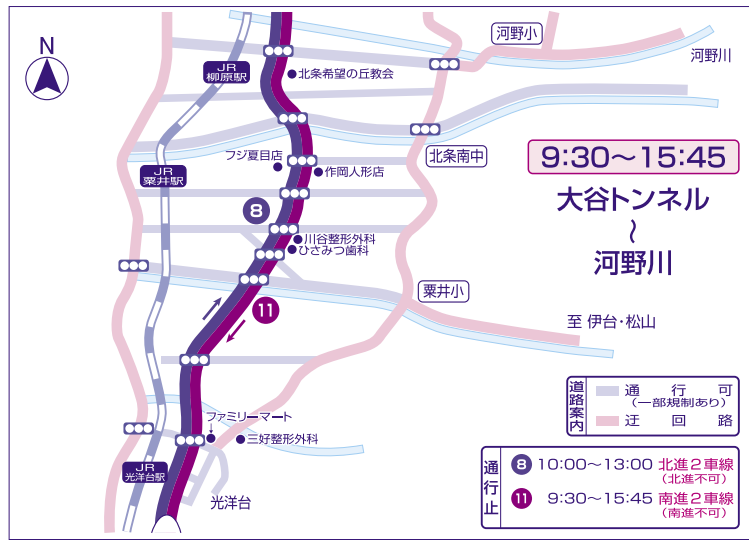 N
JR
柳原駅
北条希望の丘教会
河野小
河野川
フジ夏目店
作岡人形店
北条南中
JR
粟井駅
9:30〜15:45
大谷トンネル
〜
河野川
8
川谷整形外科
ひさみつ歯科
粟井小
11
至 伊台・松山
ファミリーマート
三好整形外科
JR
光洋台駅
光洋台
道路案内
通行可
(一部規制あり)
迂回路
通行止
8 10:00〜13:00 北進2車線
(北進不可)
11 9:30〜15:45 南進2車線
(南進不可)